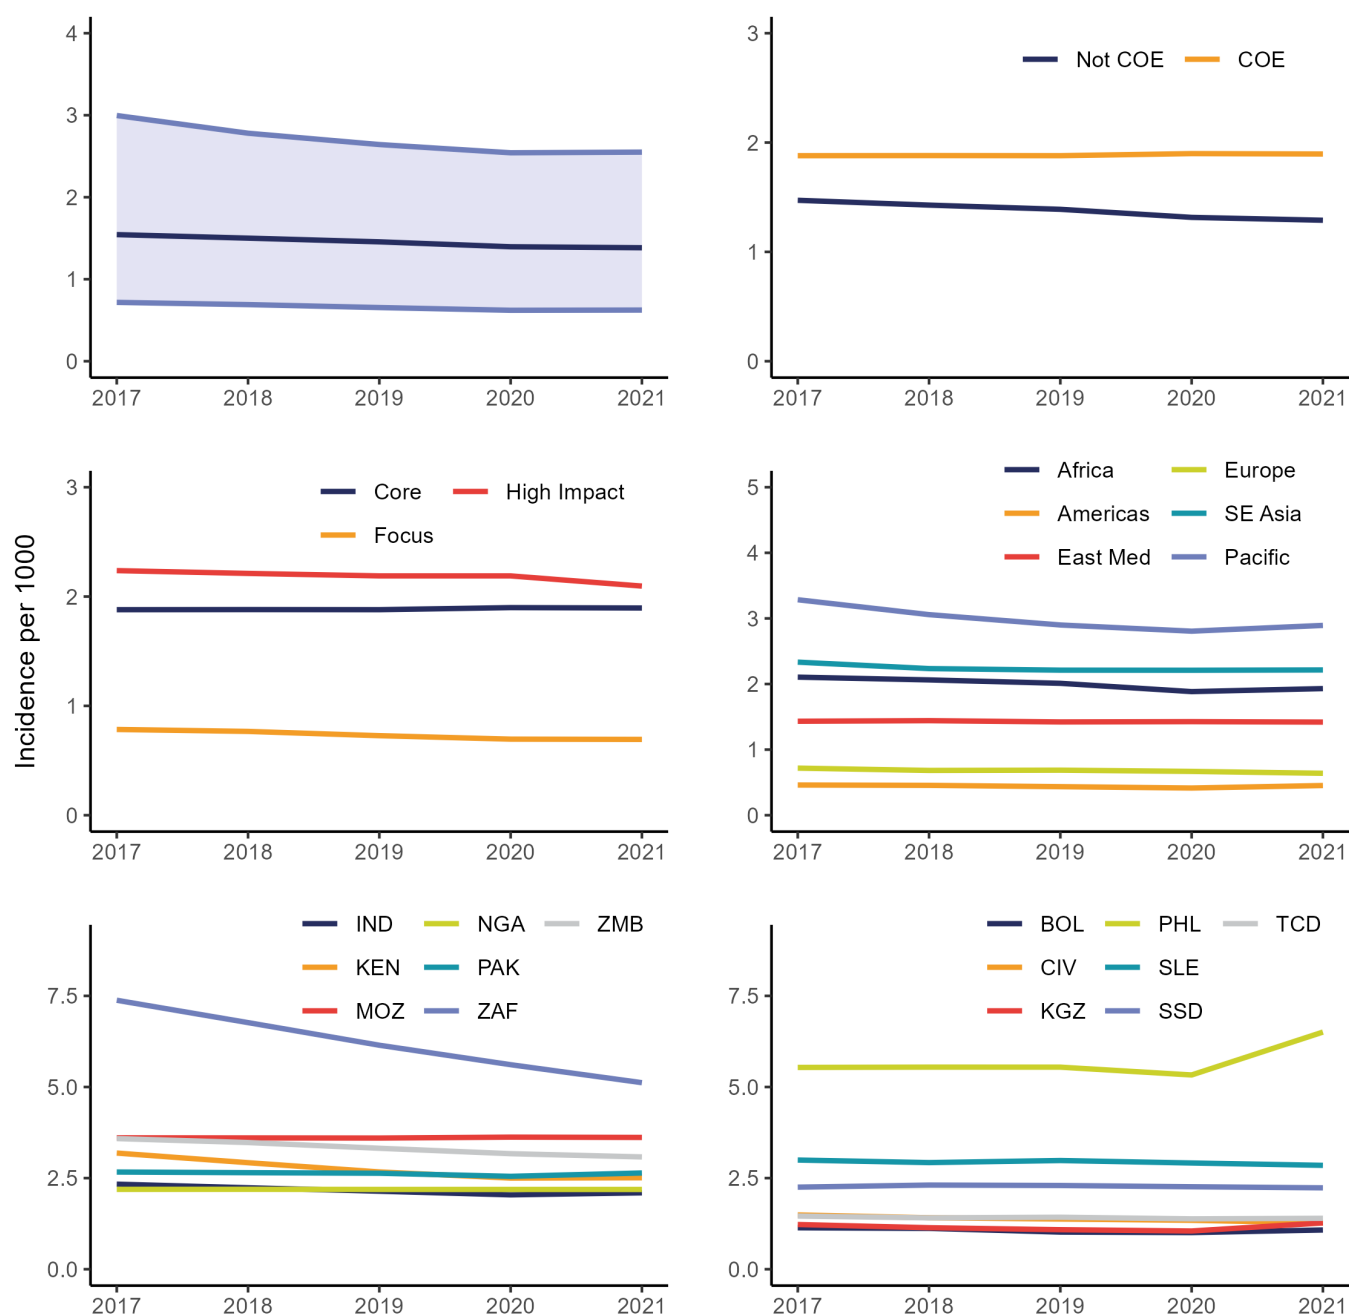 4
3
2
1
0
2017 2018 2019 2020 2021
3
2
1
0
Not COE COE
2017 2018 2019 2020 2021
Incidence per 1000
3
2
1
0
Core High Impact
Focus
2017 2018 2019 2020 2021
Africa Europe
Americas SE Asia
East Med Pacific
5
4
3
2
1
0
2017 2018 2019 2020 2021
IND NGA ZMB
KEN PAK
MOZ ZAF
7.5
5.0
2.5
0.0
2017 2018 2019 2020 2021
BOL PHL TCD
CIV SLE
KGZ SSD
7.5
5.0
2.5
0.0
2017 2018 2019 2020 2021